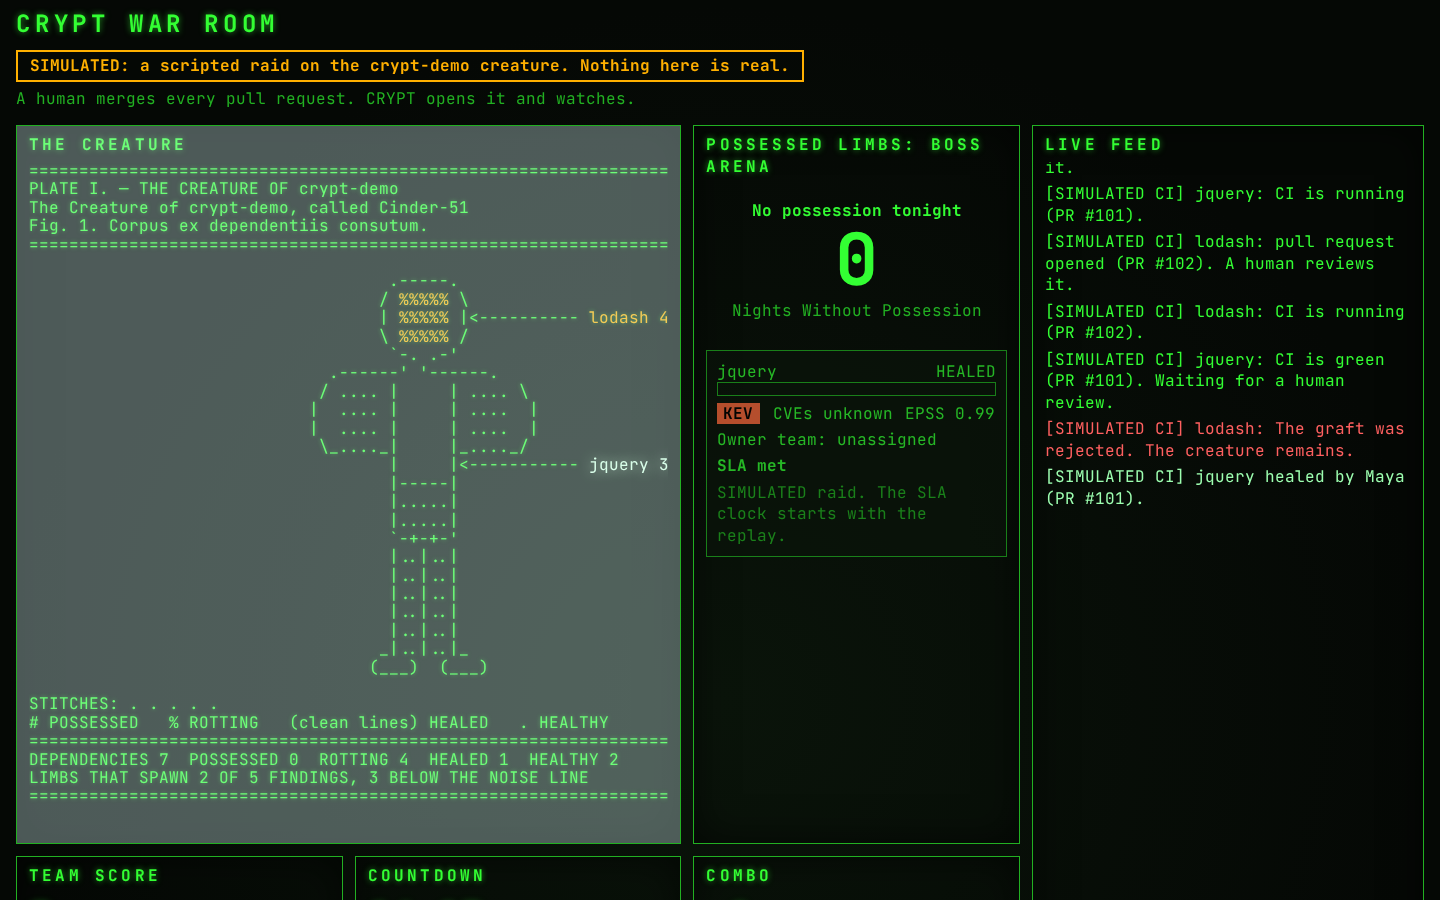 CRYPT WAR ROOM
SIMULATED: a scripted raid on the crypt-demo creature. Nothing here is real.
A human merges every pull request. CRYPT opens it and watches.
THE CREATURE
PLATE I. — THE CREATURE OF crypt-demo
The Creature of crypt-demo, called Cinder-51
Fig. 1. Corpus ex dependentiis consutum.
lodash 4
jquery 3
STITCHES: . . . . .
# POSSESSED   % ROTTING   (clean lines) HEALED   . HEALTHY
DEPENDENCIES 7  POSSESSED 0  ROTTING 4  HEALED 1  HEALTHY 2
LIMBS THAT SPAWN 2 OF 5 FINDINGS, 3 BELOW THE NOISE LINE
POSSESSED LIMBS: BOSS
ARENA
No possession tonight
0
Nights Without Possession
jquery HEALED
KEV CVEs unknown EPSS 0.99
Owner team: unassigned
SLA met
SIMULATED raid. The SLA
clock starts with the
replay.
LIVE FEED
it.
[SIMULATED CI] jquery: CI is running
(PR #101).
[SIMULATED CI] lodash: pull request
opened (PR #102). A human reviews
it.
[SIMULATED CI] lodash: CI is running
(PR #102).
[SIMULATED CI] jquery: CI is green
(PR #101). Waiting for a human
review.
[SIMULATED CI] lodash: The graft was
rejected. The creature remains.
[SIMULATED CI] jquery healed by Maya
(PR #101).
TEAM SCORE
COUNTDOWN
COMBO